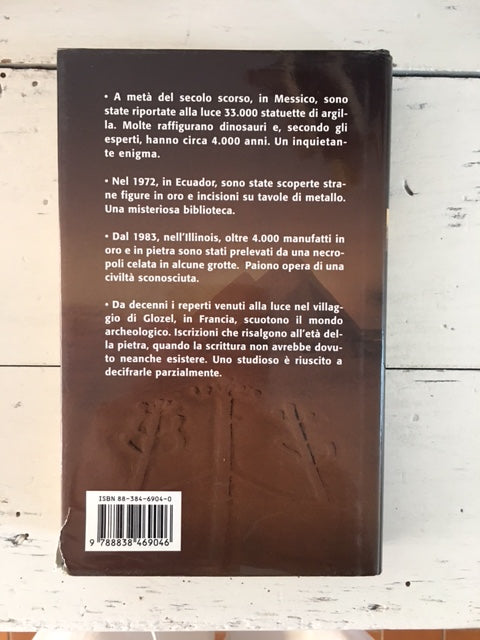 • A metà del secolo scorso, in Messico, sono
state riportate alla luce 33.000 statuette di argil-
la. Molte raffigurano dinosauri e, secondo gli
esperti, hanno circa 4.000 anni. Un inquietan-
te enigma.
• Nel 1972, in Ecuador, sono state scoperte stra-
ne figure in oro e incisioni su tavole di metallo.
Una misteriosa biblioteca.
• Dal 1983, nell'Illinois, oltre 4.000 manufatti in
oro e in pietra sono stati prelevati da una necro-
poli celata in alcune grotte. Paiono opera di una
civiltà sconosciuta.
• Da decenni i reperti venuti alla luce nel villag-
gio di Glozel, in Francia, scuotono il mondo
archeologico. Iscrizioni che risalgono all'età del-
la pietra, quando la scrittura non avrebbe dovu-
to neanche esistere. Uno studioso è riuscito a
decifrarle parzialmente.
ISBN 88-384-6904-0
9 788838 469046